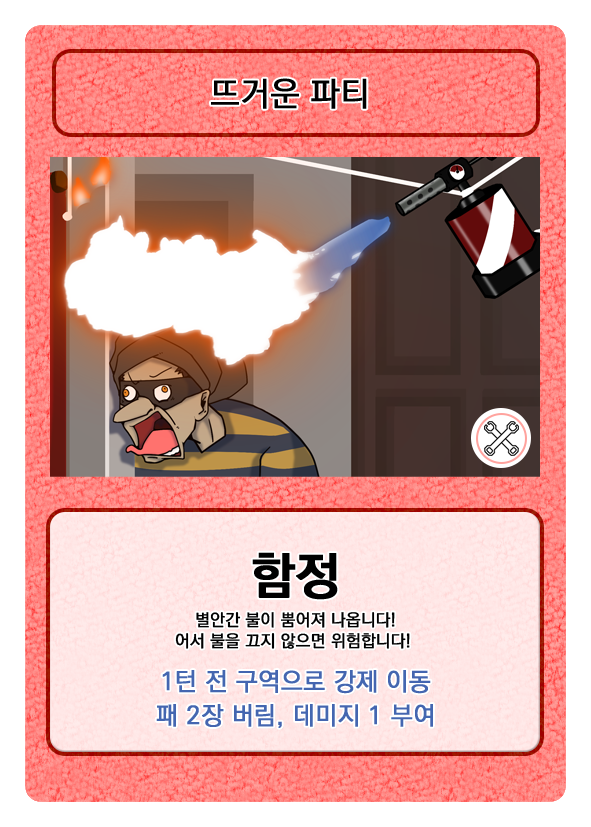 뜨거운 파티
함정
별안간 불이 뿜어져 나옵니다!
어서 불을 끄지 않으면 위험합니다!
1턴 전 구역으로 강제 이동
패 2장 버림, 데미지 1 부여